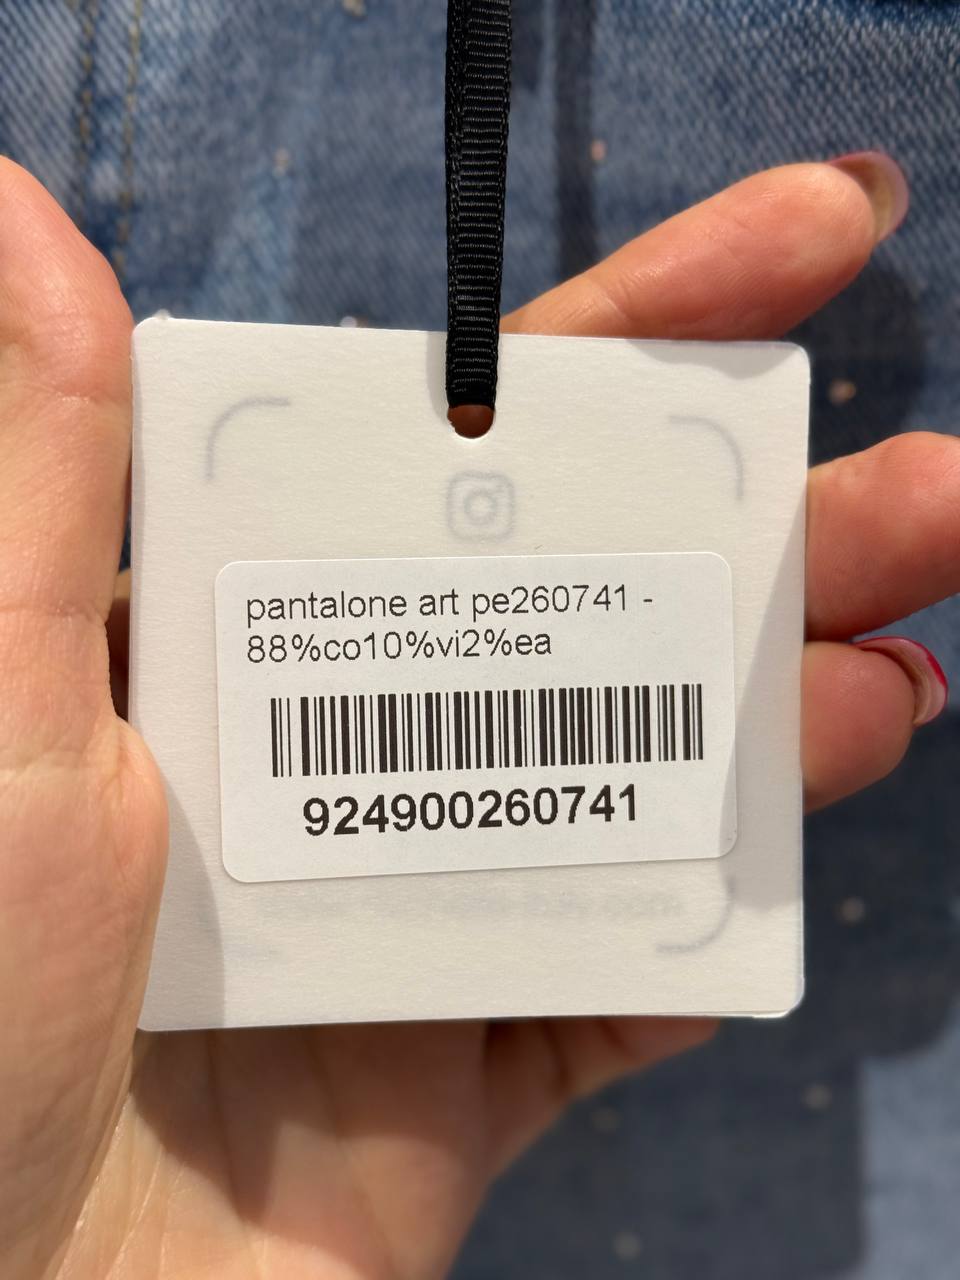 pantalone art pe260741 -
88%co10%vi2%ea
924900260741